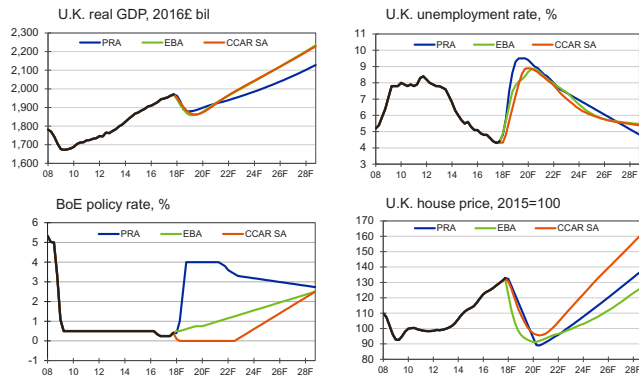 U.K. real GDP, 2016£ bil
PRA EBA CCAR SA
2,300
2,200
2,100
2,000
1,900
1,800
1,700
1,600
08 10 12 14 16 18F 20F 22F 24F 26F 28F
U.K. unemployment rate, %
PRA EBA CCAR SA
11
10
9
8
7
6
5
4
3
08 10 12 14 16 18F 20F 22F 24F 26F 28F
BoE policy rate, %
PRA EBA CCAR SA
6
5
4
3
2
1
0
-1
08 10 12 14 16 18F 20F 22F 24F 26F 28F
U.K. house price, 2015=100
PRA EBA CCAR SA
170
160
150
140
130
120
110
100
90
80
08 10 12 14 16 18F 20F 22F 24F 26F 28F